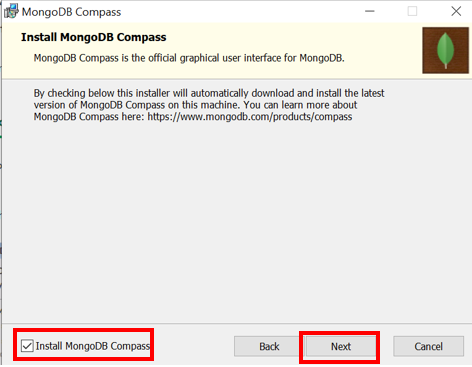 MongoDB Compass
Install MongoDB Compass
MongoDB Compass is the official graphical user interface for MongoDB.
By checking below this installer will automatically download and install the latest
version of MongoDB Compass on this machine. You can learn more about
MongoDB Compass here: https://www.mongodb.com/products/compass
Install MongoDB Compass
Back
Next
Cancel